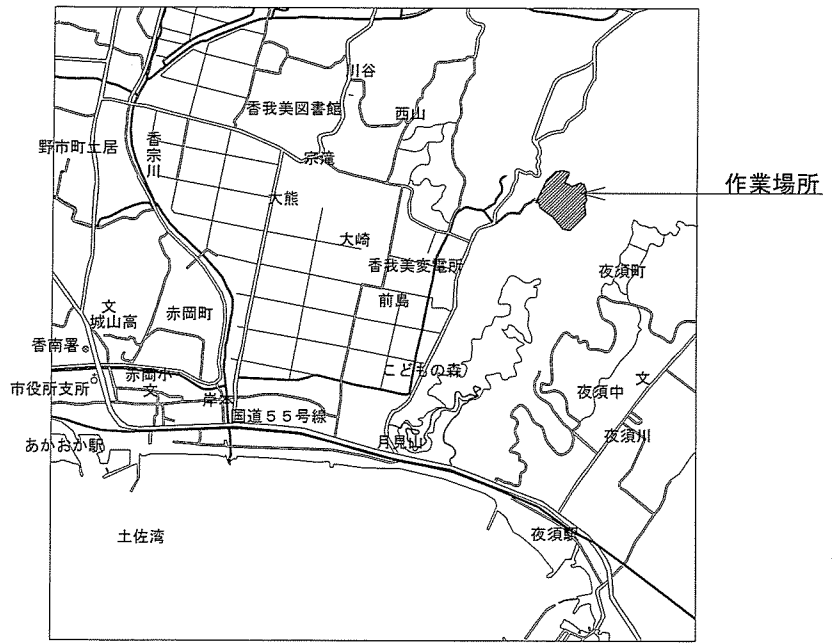 川谷
香我美図書館
西山
野市町土居
香宗川
宗滝
作業場所
大熊
大崎
香我美変電所
夜須町
前島
文
城山高
赤岡町
香南署
こどもの森
赤岡小
文
市役所支所
岸本
国道55号線
文
夜須中
夜須川
あかおか駅
月見山
土佐湾
夜須駅